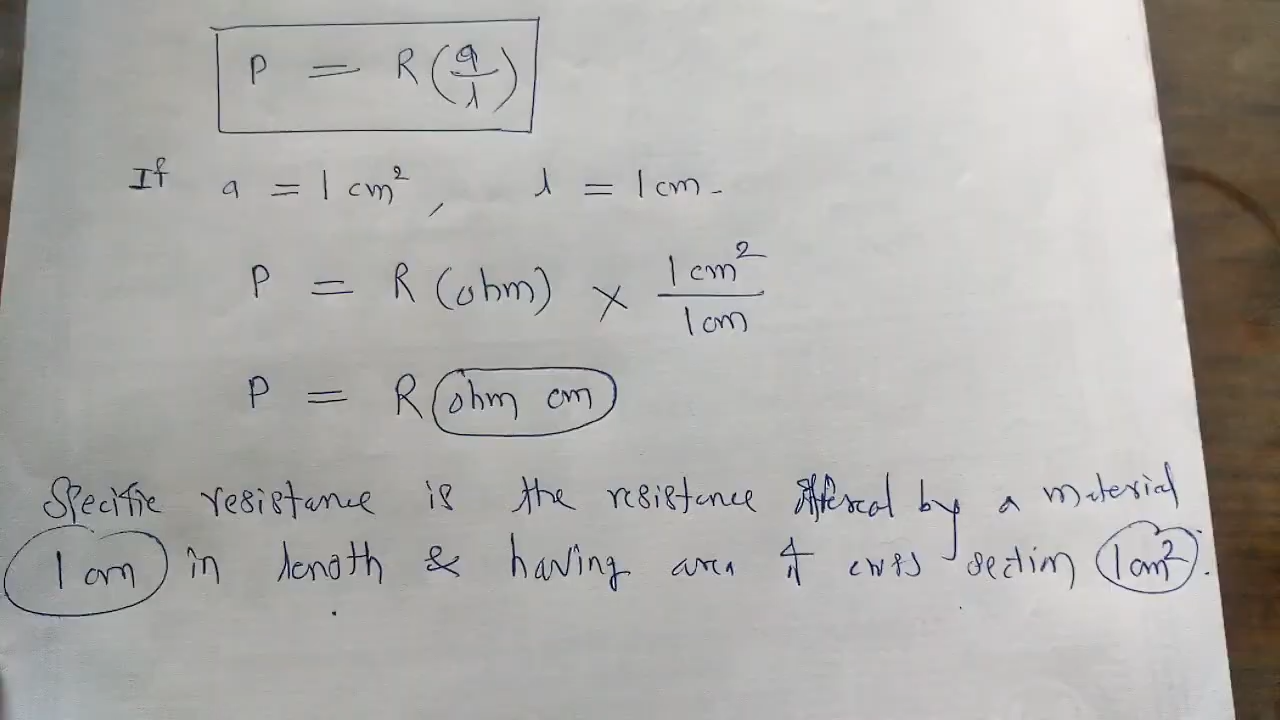 P = R(a/l)
If a = 1 cm², l = 1 cm.
P = R (ohm) × 1 cm² / 1 cm
P = R ohm cm
Specific resistance is the resistance offered by a material
1 cm in length & having area of cross section 1 cm².